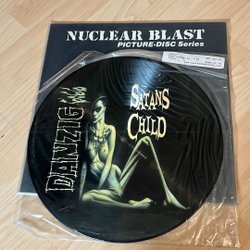 NUCLEAR BLAST
PICTURE-DISC Series
DANZIG
SATANS
CHILD